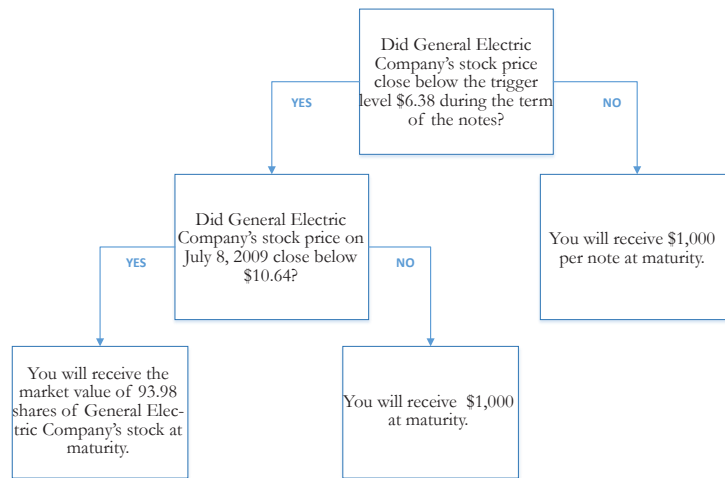 Did General Electric
Company's stock price
close below the trigger
level $6.38 during the term
of the notes?
YES
NO
Did General Electric
Company's stock price on
July 8, 2009 close below
$10.64?
You will receive $1,000
per note at maturity.
YES
NO
You will receive the
market value of 93.98
shares of General Elec-
tric Company's stock at
maturity.
You will receive $1,000
at maturity.